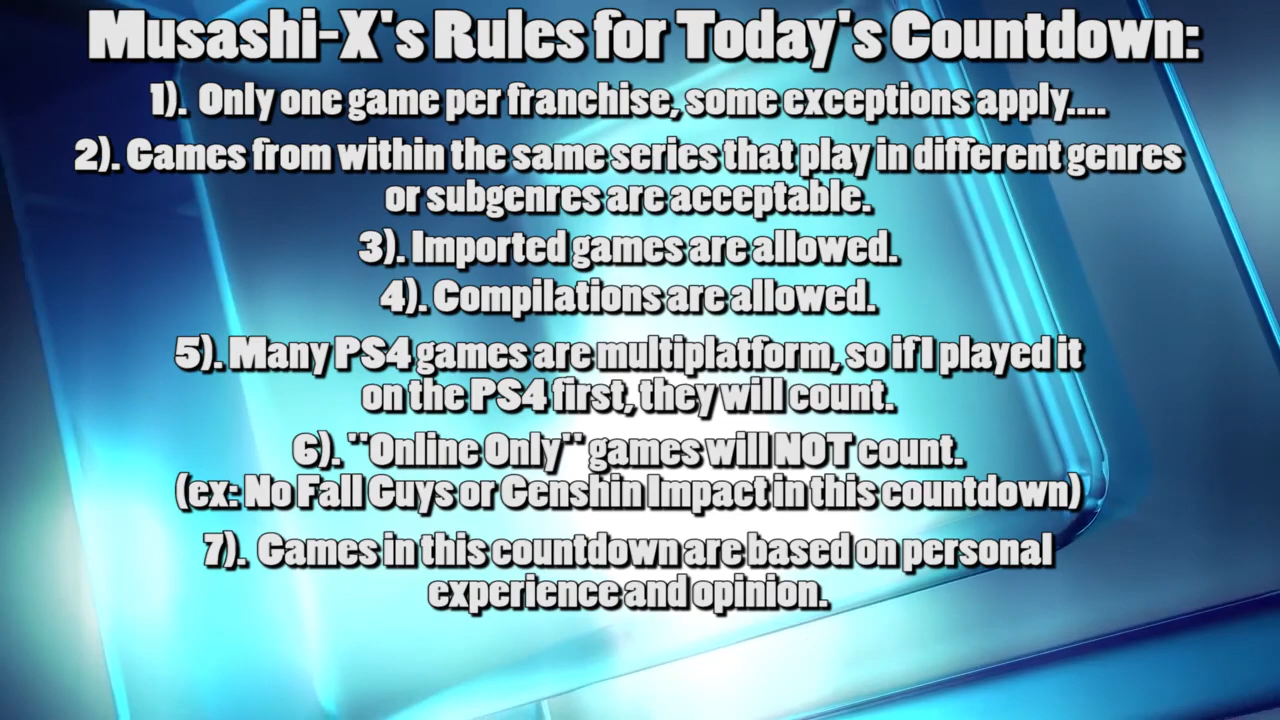 Musashi-X's Rules for Today's Countdown:
1). Only one game per franchise, some exceptions apply....
2). Games from within the same series that play in different genres
or subgenres are acceptable.
3). Imported games are allowed.
4). Compilations are allowed.
5). Many PS4 games are multiplatform, so if I played it
on the PS4 first, they will count.
6). "Online Only" games will NOT count.
(ex: No Fall Guys or Genshin Impact in this countdown)
7). Games in this countdown are based on personal
experience and opinion.